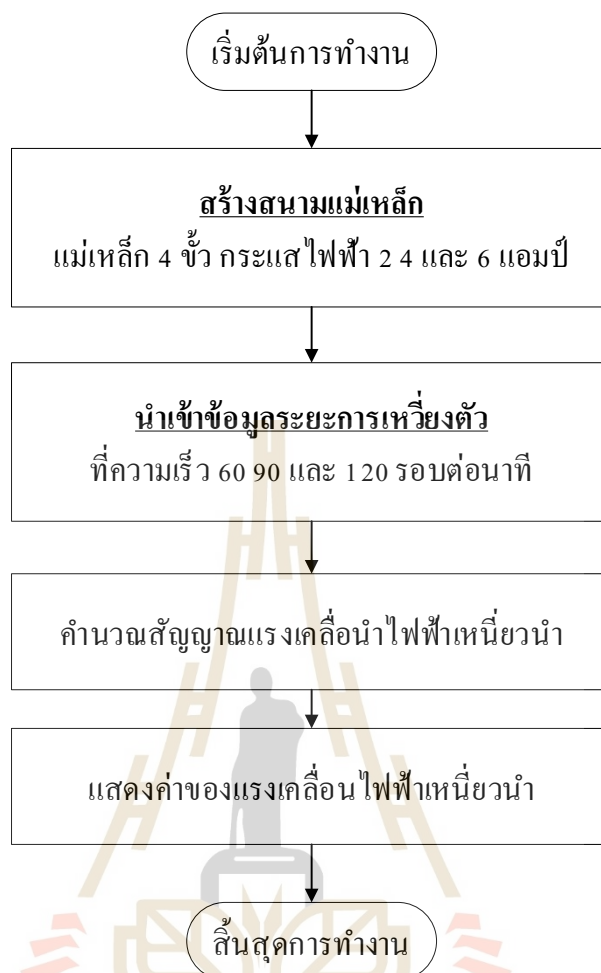 เริ่มต้นการทำงาน
สร้างสนามแม่เหล็ก
แม่เหล็ก 4 ขั้ว กระแสไฟฟ้า 2 4 และ 6 แอมป์
นำเข้าข้อมูลระยะการเหวี่ยงตัว
ที่ความเร็ว 60 90 และ 120 รอบต่อนาที
คำนวณสัญญาณแรงเคลื่อนำไฟฟ้าเหนี่ยวนำ
แสดงค่าของแรงเคลื่อนไฟฟ้าเหนี่ยวนำ
สิ้นสุดการทำงาน